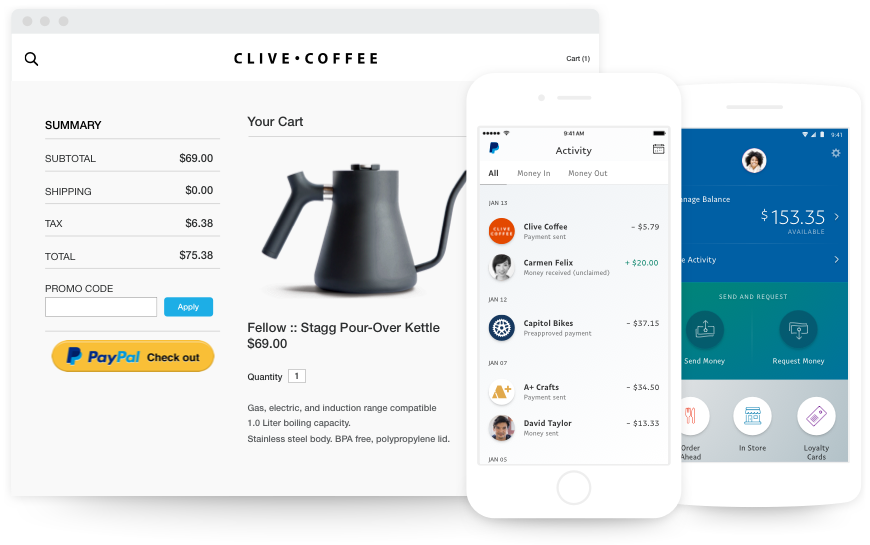 CLIVE•COFFEE
Cart (1)
SUMMARY
SUBTOTAL $69.00
SHIPPING $0.00
TAX $6.38
TOTAL $75.38
PROMO CODE
Apply
PayPal Check out
Your Cart
Fellow :: Stagg Pour-Over Kettle
$69.00
Quantity 1
Gas, electric, and induction range compatible
1.0 Liter boiling capacity.
Stainless steel body. BPA free, polypropylene lid.
9:41 AM
Activity
All Money In Money Out
JAN 13
CLIVE
COFFEE
Clive Coffee – $5.79
Payment sent
Carmen Felix + $20.00
Money received (unclaimed)
JAN 12
Capitol Bikes – $37.15
Preapproved payment
JAN 07
A+
A+ Crafts – $34.50
Payment sent
David Taylor – $13.33
Money sent
JAN 05
9:41
anage Balance
$153.35
AVAILABLE
e Activity
SEND AND REQUEST
Send Money Request Money
Order
Ahead
In Store
Loyalty
Cards